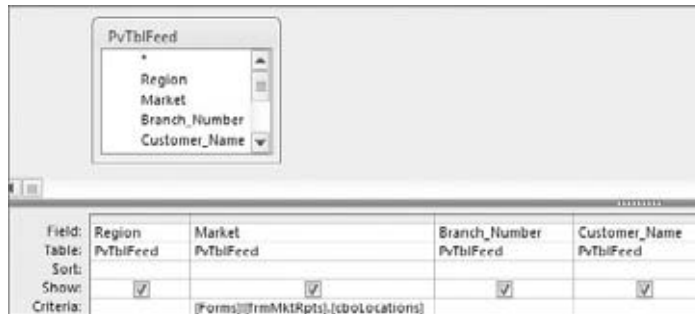 PvTblFeed
*
Region
Market
Branch_Number
Customer_Name
Field: Region Market Branch_Number Customer_Name
Table: PvTblFeed PvTblFeed PvTblFeed PvTblFeed
Sort:
Show:
Criteria: [Forms]![frmMktRpts].[cboLocations]